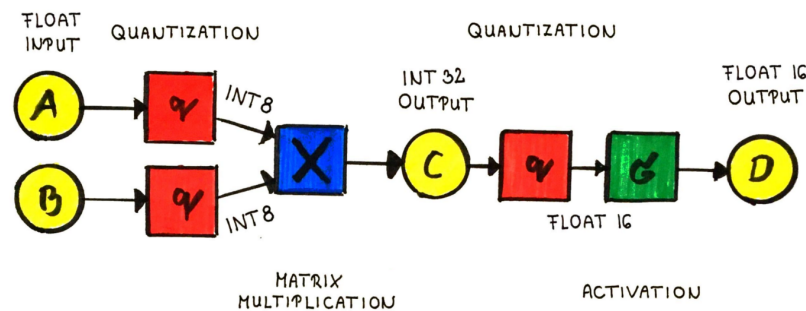 FLOAT
INPUT
QUANTIZATION
QUANTIZATION
INT 32
OUTPUT
FLOAT 16
OUTPUT
A
q
INT8
X
C
q
G
D
B
q
INT8
FLOAT 16
MATRIX
MULTIPLICATION
ACTIVATION